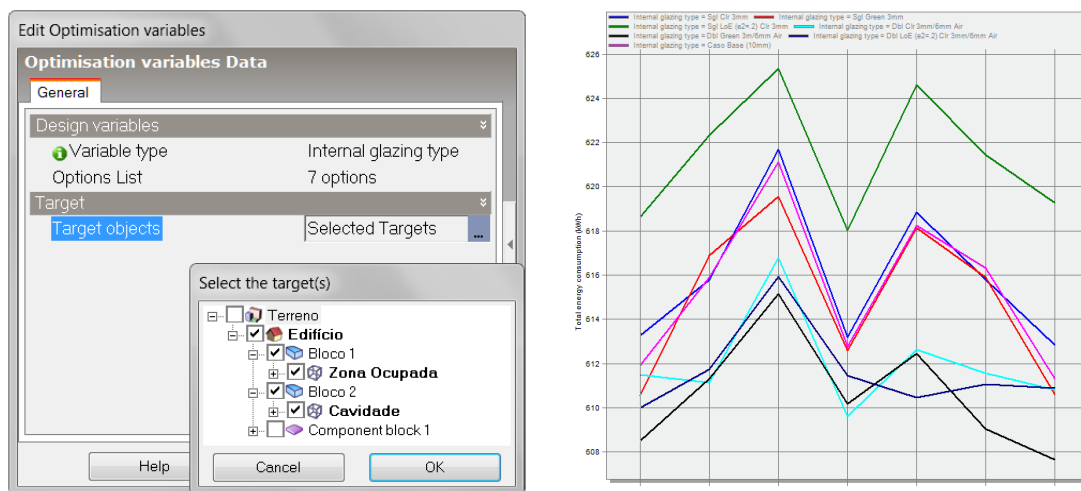 Edit Optimisation variables
Optimisation variables Data
General
Design variables
Variable type Internal glazing type
Options List 7 options
Target
Target objects Selected Targets ...
Select the target(s)
Terreno
Edifício
Bloco 1
Zona Ocupada
Bloco 2
Cavidade
Component block 1
Help
Cancel OK
Internal glazing type = Sgl Clr 3mm Internal glazing type = Sgl Green 3mm
Internal glazing type = Sgl LoE (e2=.2) Clr 3mm Internal glazing type = Dbl Clr 3mm/6mm Air
Internal glazing type = Dbl Green 3m/6mm Air Internal glazing type = Dbl LoE (e2=.2) Clr 3mm/6mm Air
Internal glazing type = Caso Base (10mm)
626
624
622
620
618
616
614
612
610
608
Total energy consumption (kWh)